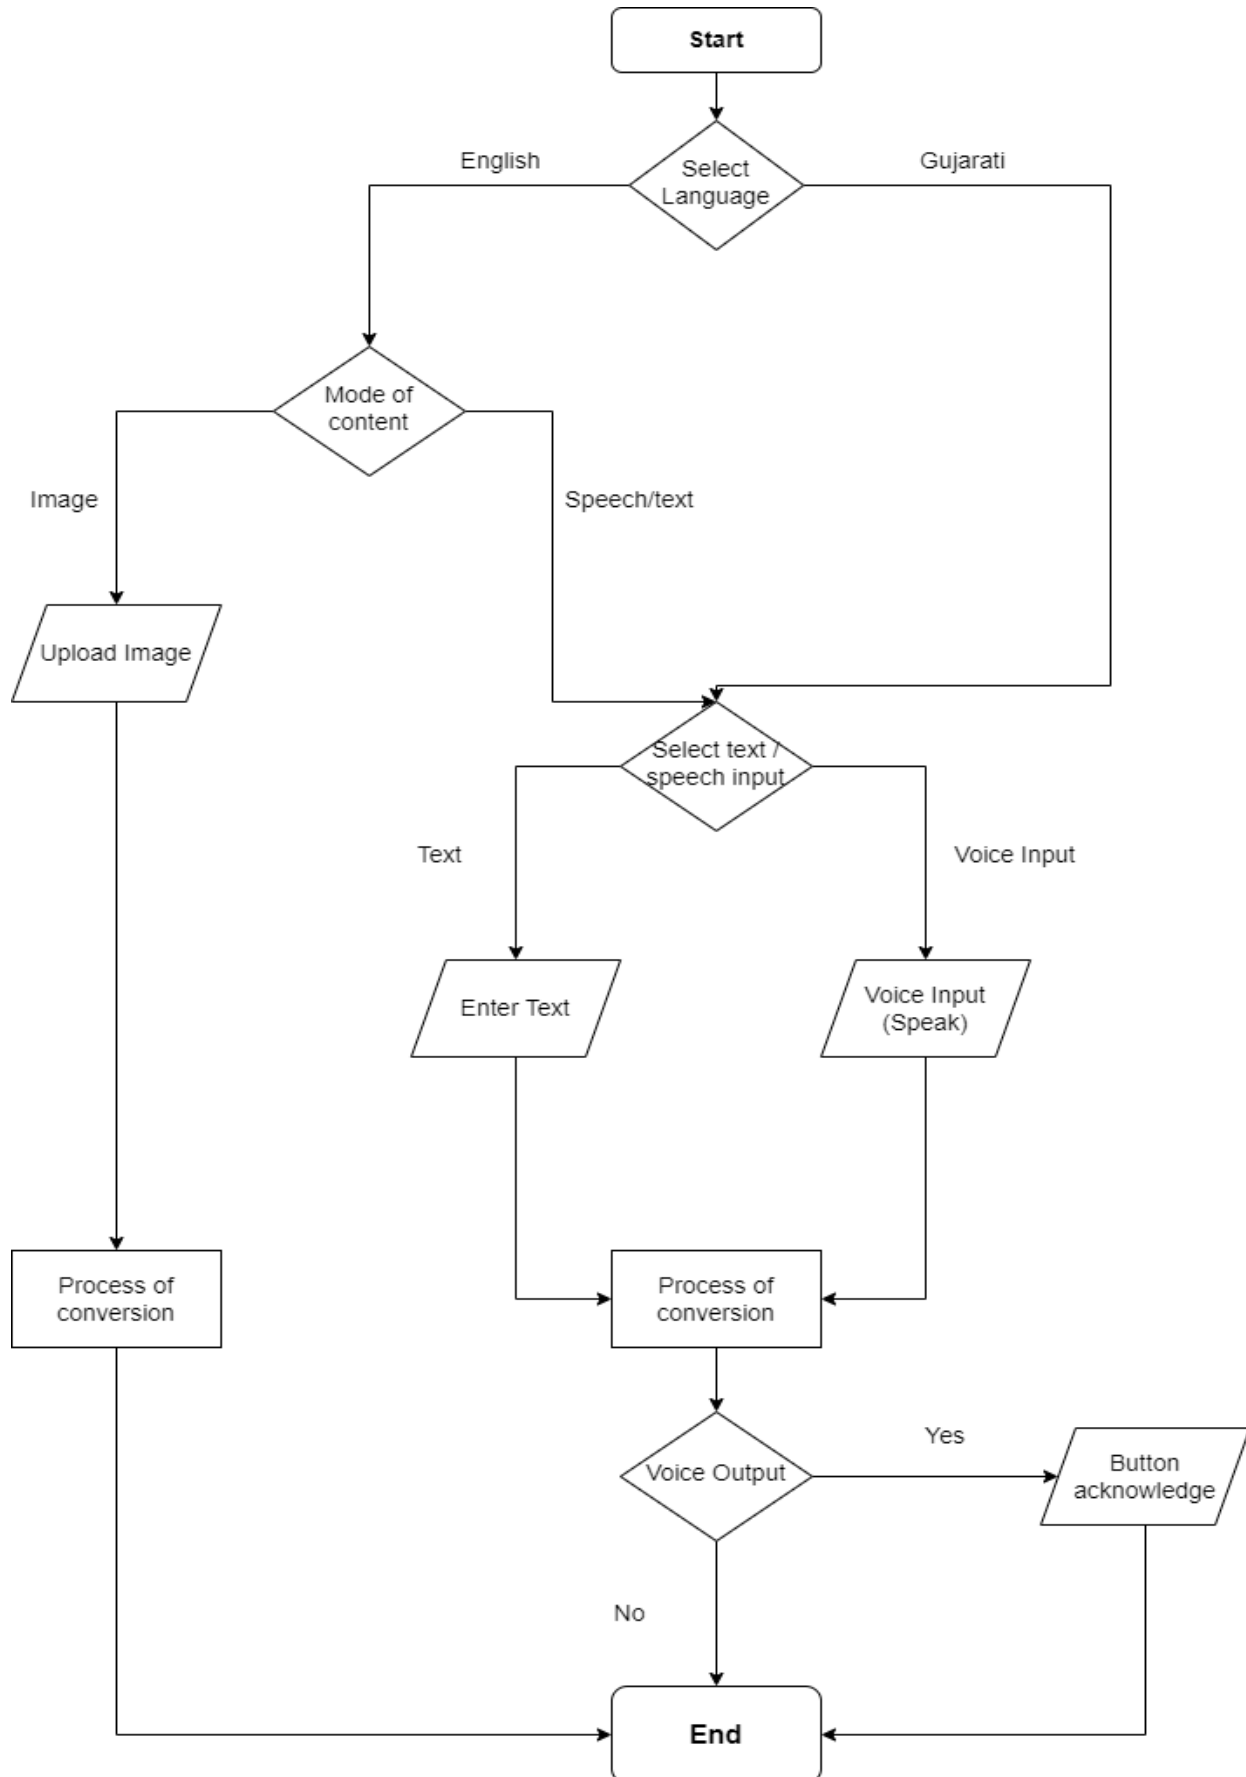 Start
English
Select
Language
Gujarati
Mode of
content
Image
Speech/text
Upload Image
Select text /
speech input
Text
Voice Input
Enter Text
Voice Input
(Speak)
Process of
conversion
Process of
conversion
Voice Output
Yes
Button
acknowledge
No
End